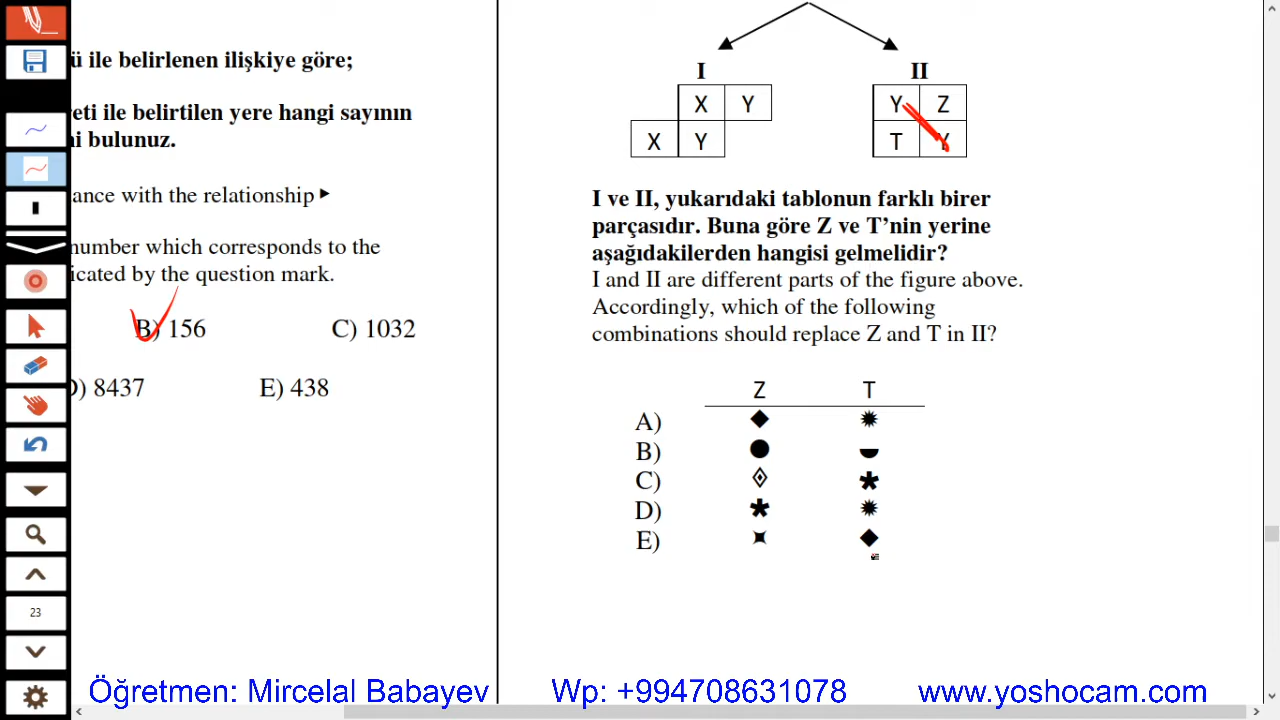 ü ile belirlenen ilişkiye göre;
reti ile belirtilen yere hangi sayının
ni bulunuz.
ance with the relationship
number which corresponds to the
icated by the question mark.
B) 156
C) 1032
D) 8437
E) 438
I
II
X Y
X Y
Y Z
T Y
I ve II, yukarıdaki tablonun farklı birer
parçasıdır. Buna göre Z ve T’nin yerine
aşağıdakilerden hangisi gelmelidir?
I and II are different parts of the figure above.
Accordingly, which of the following
combinations should replace Z and T in II?
Z T
A) ◆ ✹
B) ● ◡
C) ◈ *
D) * ✹
E) ✦ ◆
23
Öğretmen: Mircelal Babayev Wp: +994708631078 www.yoshocam.com